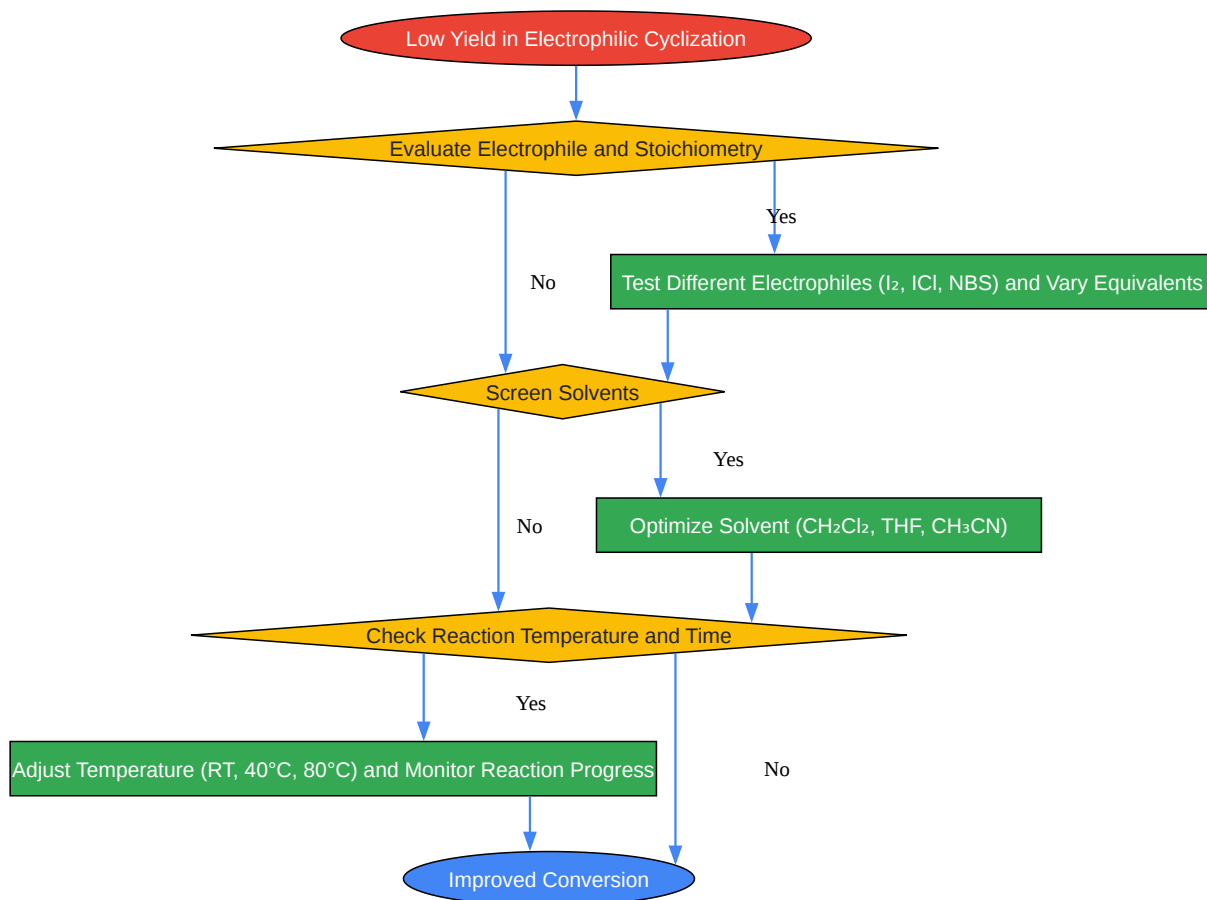 Low Yield in Electrophilic Cyclization
Evaluate Electrophile and Stoichiometry
Yes
No
Test Different Electrophiles (I₂, ICl, NBS) and Vary Equivalents
Screen Solvents
Yes
No
Optimize Solvent (CH₂Cl₂, THF, CH₃CN)
Check Reaction Temperature and Time
Yes
Adjust Temperature (RT, 40°C, 80°C) and Monitor Reaction Progress
No
Improved Conversion